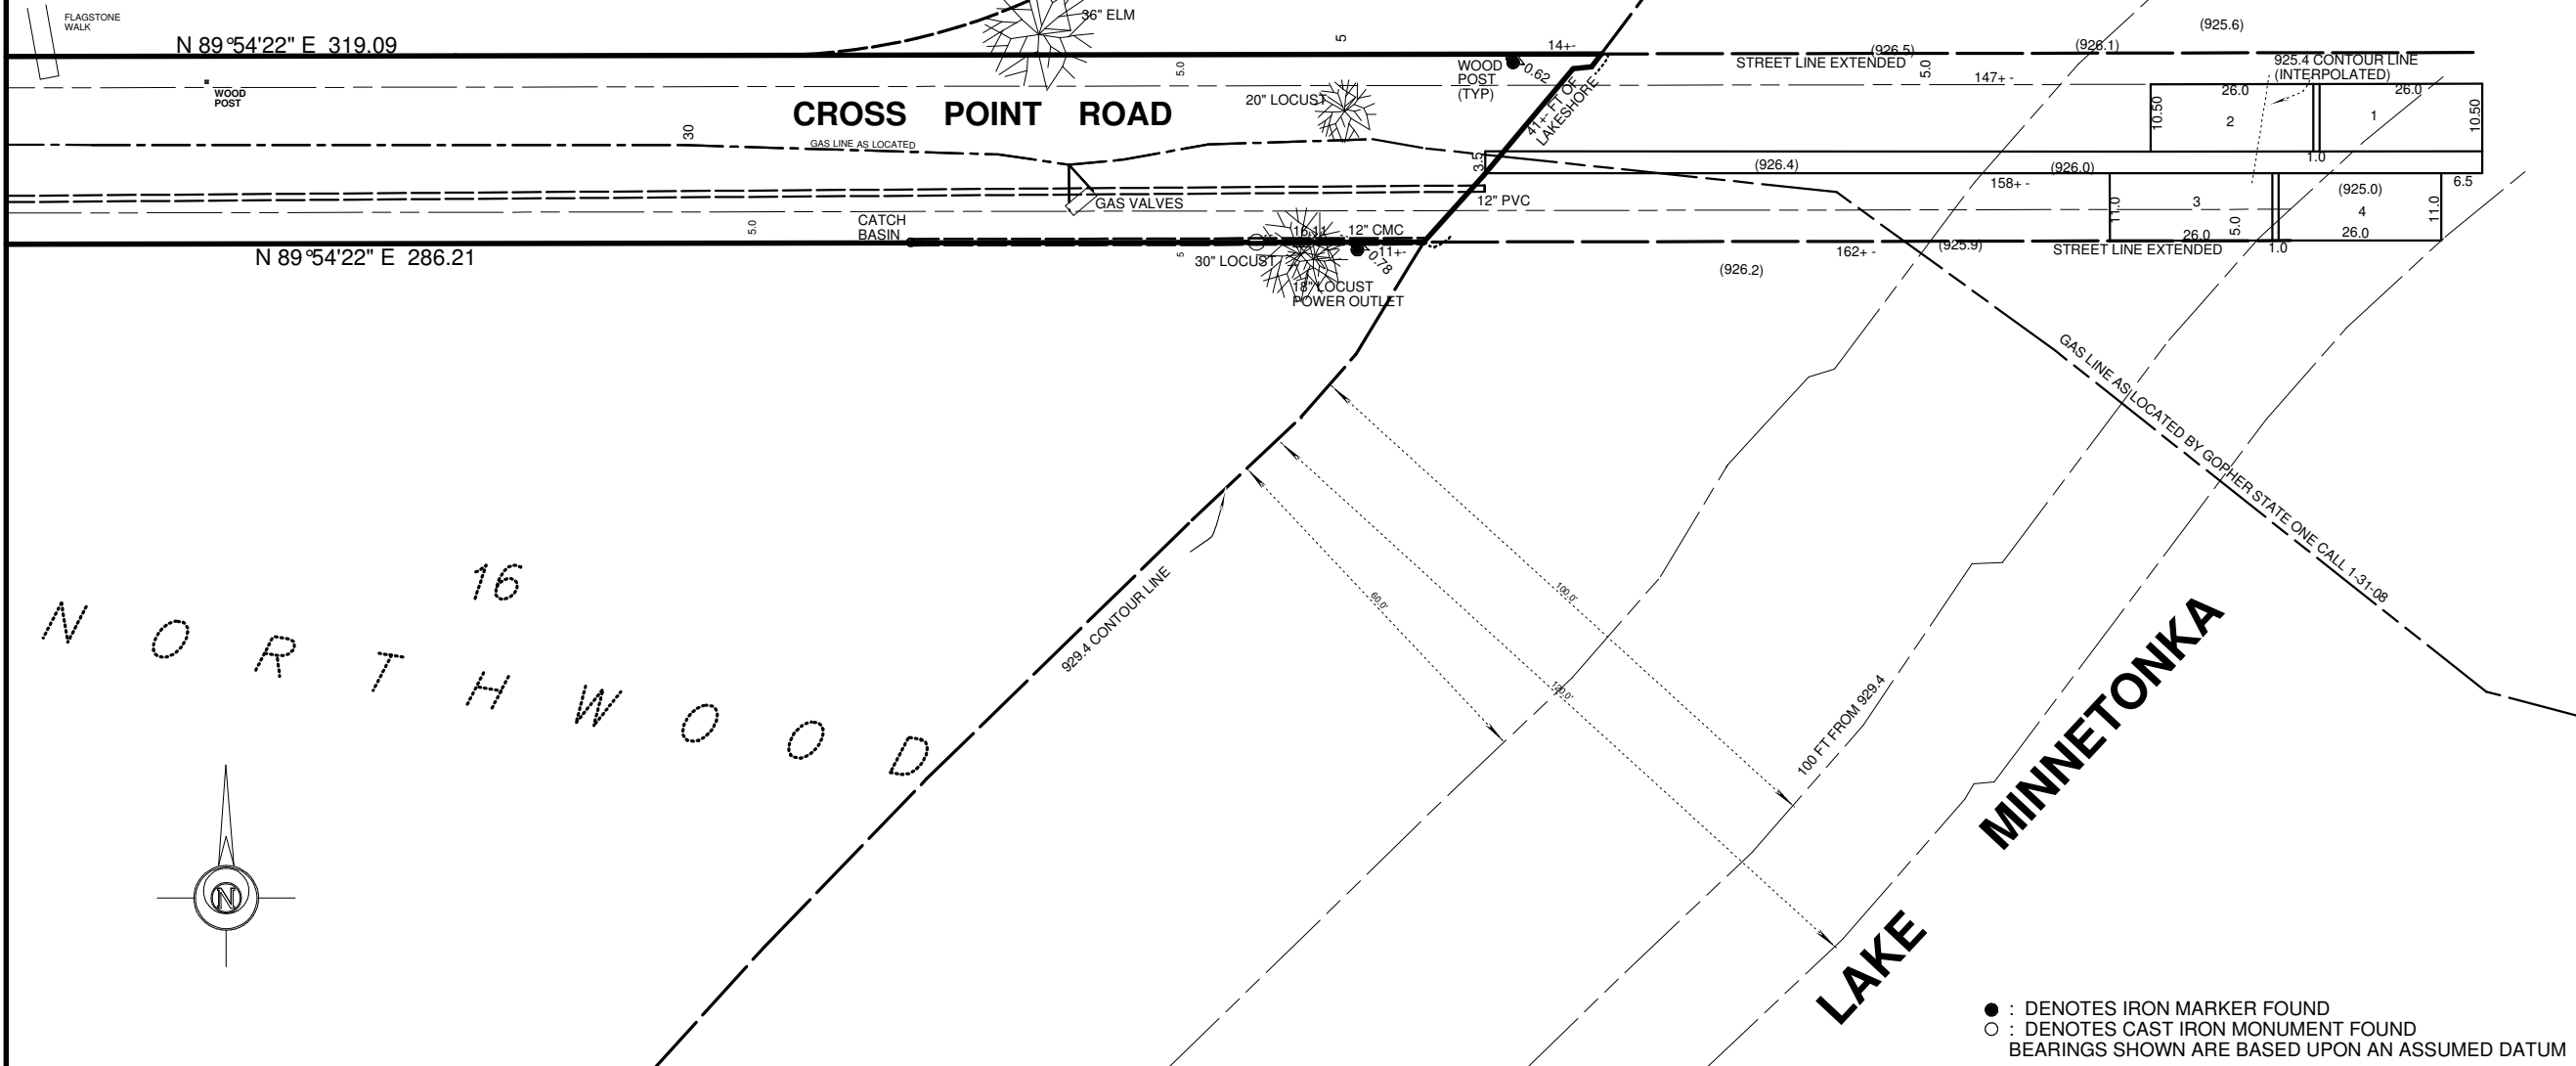 FLAGSTONE
WALK
36" ELM
(925.6)
N 89°54'22" E 319.09
5
14+-
(926.5)
(926.1)
WOOD
POST
5.0
WOOD
POST
(TYP)
0.62
STREET LINE EXTENDED
5.0
147+ -
925.4 CONTOUR LINE
(INTERPOLATED)
CROSS POINT ROAD
20" LOCUST
41+- FT OF
LAKESHORE
10.50
26.0
2
26.0
1
10.50
30
GAS LINE AS LOCATED
3.5
(926.4)
(926.0)
1.0
158+ -
(925.0)
6.5
GAS VALVES
12" PVC
11.0
3
5.0
4
11.0
5.0
CATCH
BASIN
12" CMC
26.0
26.0
N 89°54'22" E 286.21
5
30" LOCUST
11+-
0.78
162+ -
(925.9)
STREET LINE EXTENDED
1.0
(926.2)
18" LOCUST
POWER OUTLET
GAS LINE AS LOCATED BY GOPHER STATE ONE CALL 1-31-08
16
NORTHWOOD
929.4 CONTOUR LINE
60.0'
100.0'
120.0'
100 FT FROM 929.4
LAKE MINNETONKA
N
: DENOTES IRON MARKER FOUND
: DENOTES CAST IRON MONUMENT FOUND
BEARINGS SHOWN ARE BASED UPON AN ASSUMED DATUM